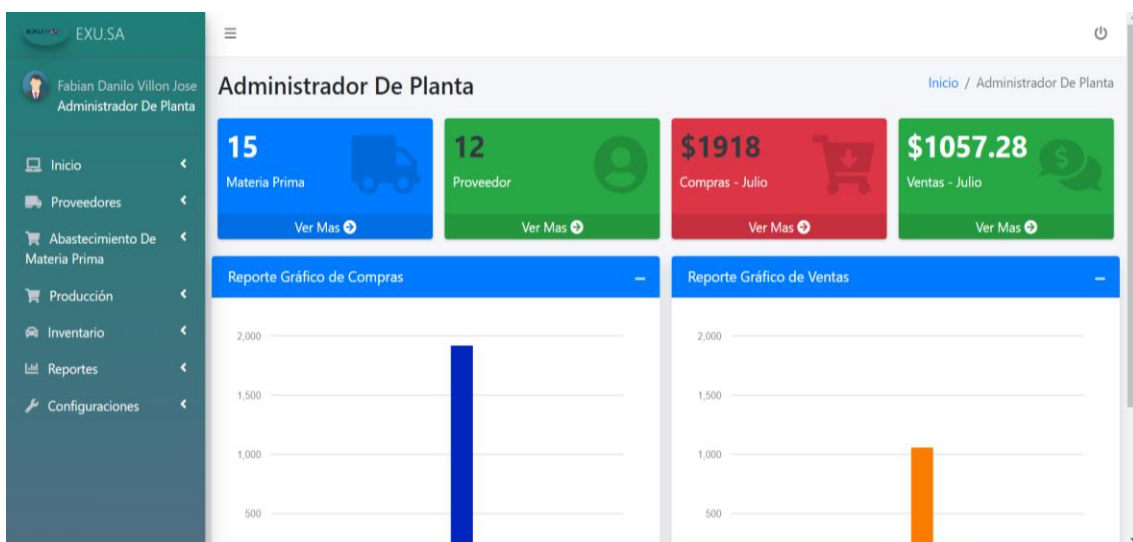 EXU.SA
Fabian Danilo Villon Jose
Administrador De Planta
Inicio
Proveedores
Abastecimiento De
Materia Prima
Producción
Inventario
Reportes
Configuraciones
Administrador De Planta
Inicio / Administrador De Planta
15
Materia Prima
Ver Mas
12
Proveedor
Ver Mas
$1918
Compras - Julio
Ver Mas
$1057.28
Ventas - Julio
Ver Mas
Reporte Gráfico de Compras
2,000
1,500
1,000
500
Reporte Gráfico de Ventas
2,000
1,500
1,000
500